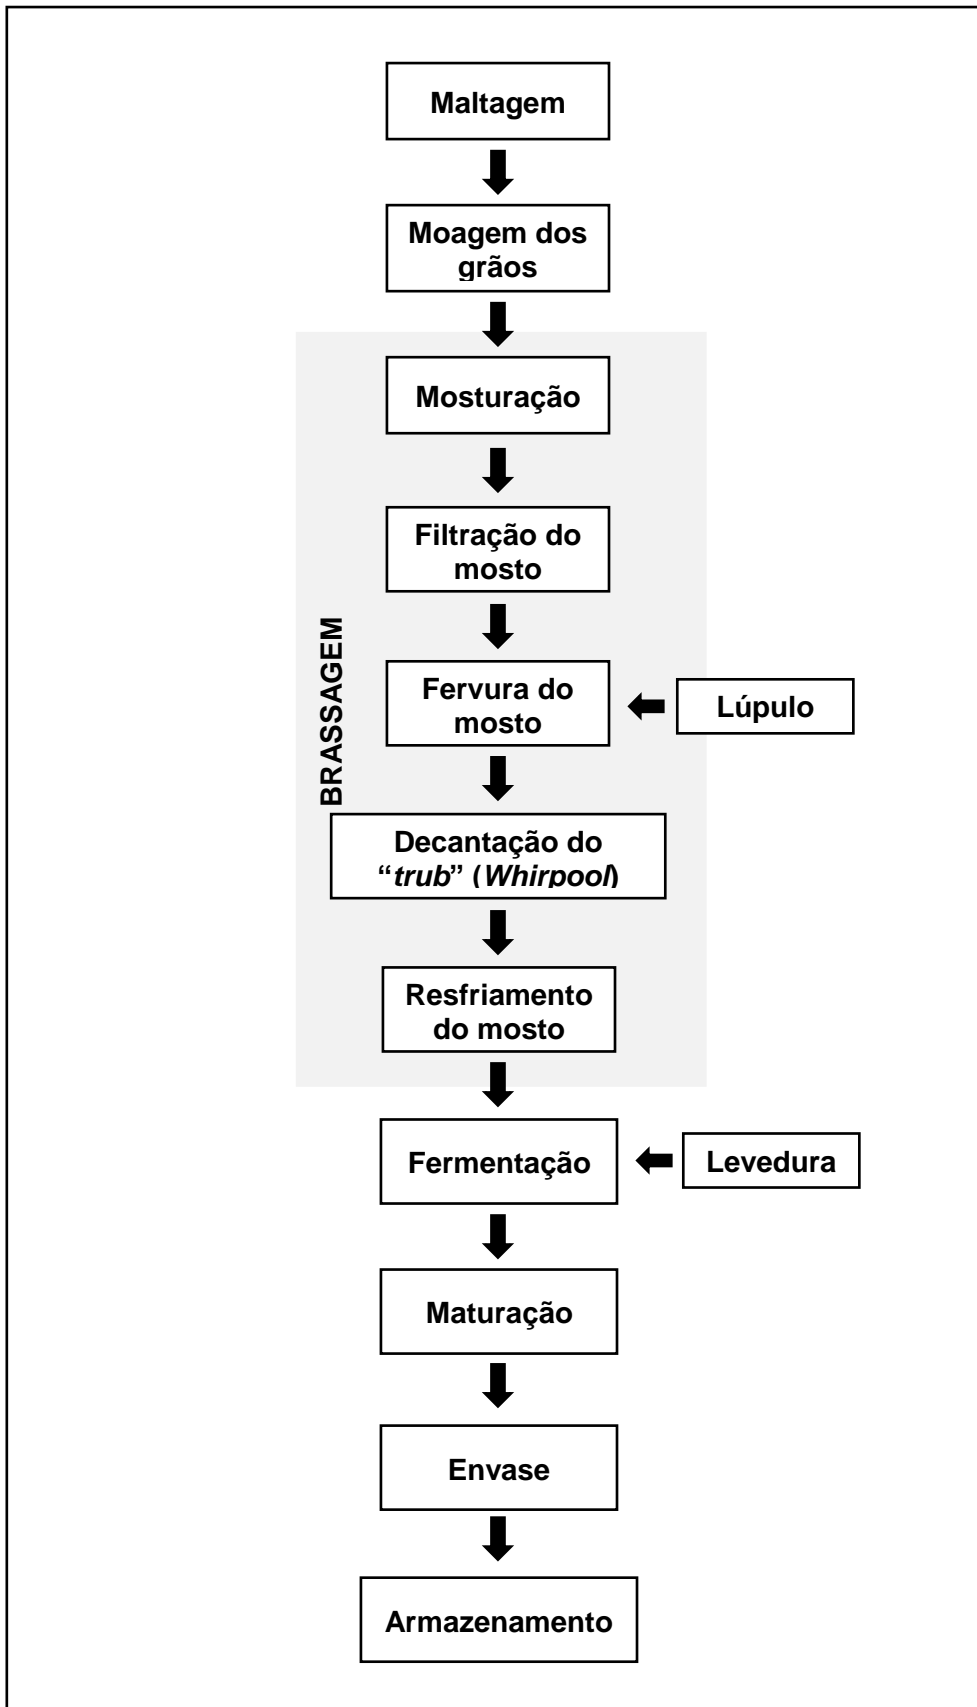 Maltagem
Moagem dos
grãos
Mosturação
Filtração do
mosto
BRASSAGEM
Fervura do
mosto
Lúpulo
Decantação do
“trub” (Whirpool)
Resfriamento
do mosto
Fermentação
Levedura
Maturação
Envase
Armazenamento